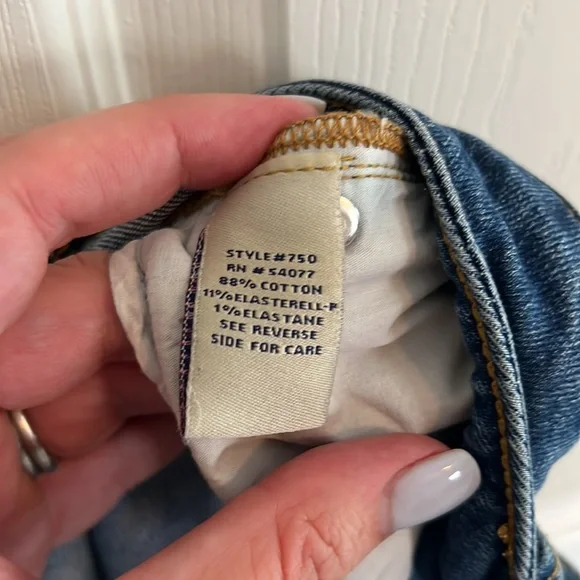 STYLE#750
RN # 54077
88% COTTON
11% ELASTERELL-P
1% ELASTANE
SEE REVERSE
SIDE FOR CARE